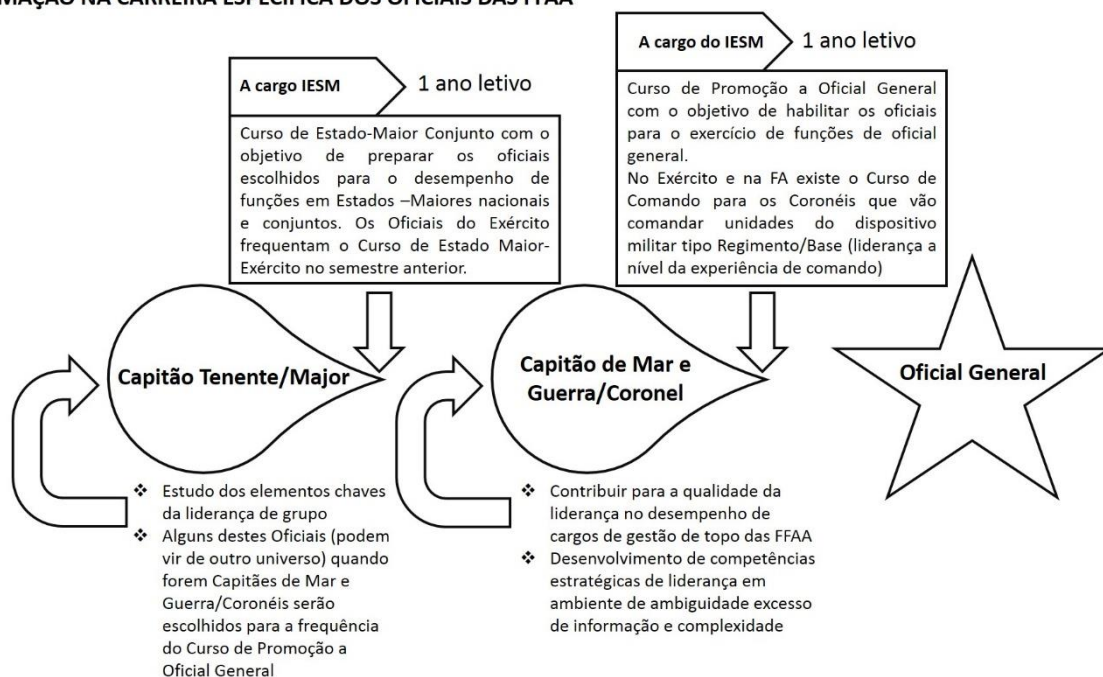 MAÇÃO NA CARREIRA ESPECÍFICA DOS OFICIAIS DAS FFAA
A cargo IESM
1 ano letivo
Curso de Estado-Maior Conjunto com o
objetivo de preparar os oficiais
escolhidos para o desempenho de
funções em Estados –Maiores nacionais
e conjuntos. Os Oficiais do Exército
frequentam o Curso de Estado Maior-
Exército no semestre anterior.
A cargo do IESM
1 ano letivo
Curso de Promoção a Oficial General
com o objetivo de habilitar os oficiais
para o exercício de funções de oficial
general.
No Exército e na FA existe o Curso de
Comando para os Coronéis que vão
comandar unidades do dispositivo
militar tipo Regimento/Base (liderança a
nível da experiência de comando)
Capitão Tenente/Major
Capitão de Mar e
Guerra/Coronel
Oficial General
❖ Estudo dos elementos chaves
da liderança de grupo
❖ Alguns destes Oficiais (podem
vir de outro universo) quando
forem Capitães de Mar e
Guerra/Coronéis serão
escolhidos para a frequência
do Curso de Promoção a
Oficial General
❖ Contribuir para a qualidade da
liderança no desempenho de
cargos de gestão de topo das FFAA
❖ Desenvolvimento de competências
estratégicas de liderança em
ambiente de ambiguidade excesso
de informação e complexidade